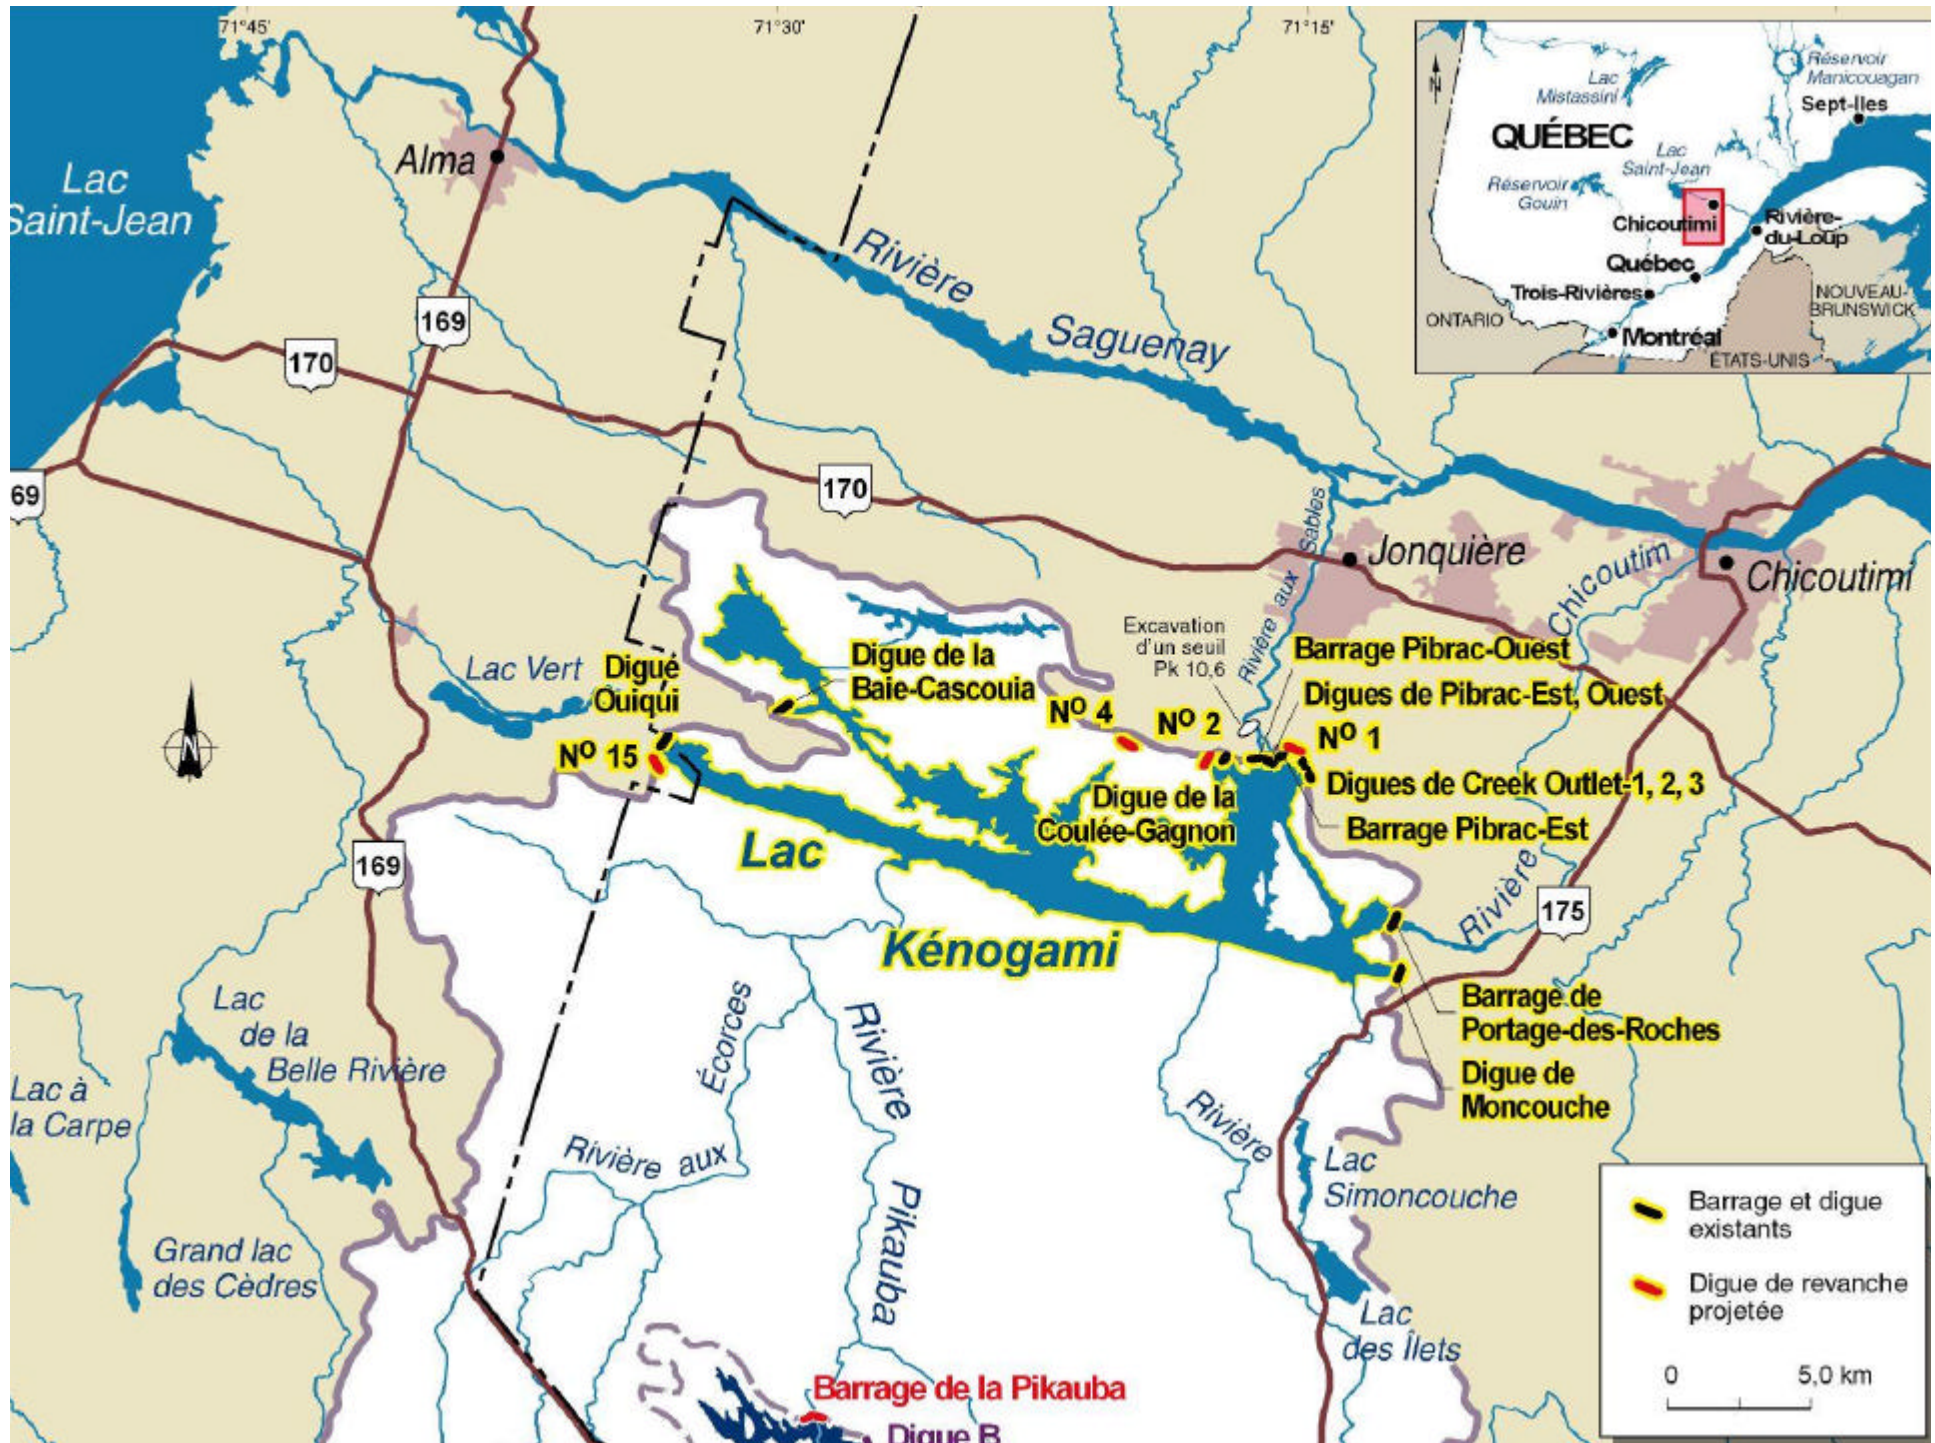 71°45'
71°30'
71°15'
Lac
Saint-Jean
Alma
169
170
69
Rivière
Saguenay
170
Rivière aux Sables
Jonquière
Chicoutimi
Rivière
Chicoutim
Excavation
d'un seuil
Pk 10,6
Lac Vert
Digue
Ouiqui
Nº 15
Digue de la
Baie-Cascouia
Nº 4
Nº 2
Barrage Pibrac-Ouest
Digues de Pibrac-Est, Ouest
Nº 1
Digues de Creek Outlet-1, 2, 3
Barrage Pibrac-Est
Digue de la
Coulée-Gagnon
Lac
Kénogami
169
175
Barrage de
Portage-des-Roches
Digue de
Moncouche
Lac
de la
Belle Rivière
Lac à
la Carpe
Grand lac
des Cèdres
Rivière aux
Écorces
Rivière
Pikauba
Rivière
Lac
Simoncouche
Lac
des Îlets
Barrage de la Pikauba
Digue B
N
N
QUÉBEC
Lac
Mistassini
Réservoir
Manicouagan
Sept-Iles
Lac
Saint-Jean
Réservoir
Gouin
Chicoutimi
Rivière-
du-Loup
Québec
Trois-Rivières
Montréal
ONTARIO
NOUVEAU-
BRUNSWICK
ÉTATS-UNIS
Barrage et digue
existants
Digue de revanche
projetée
0 5,0 km